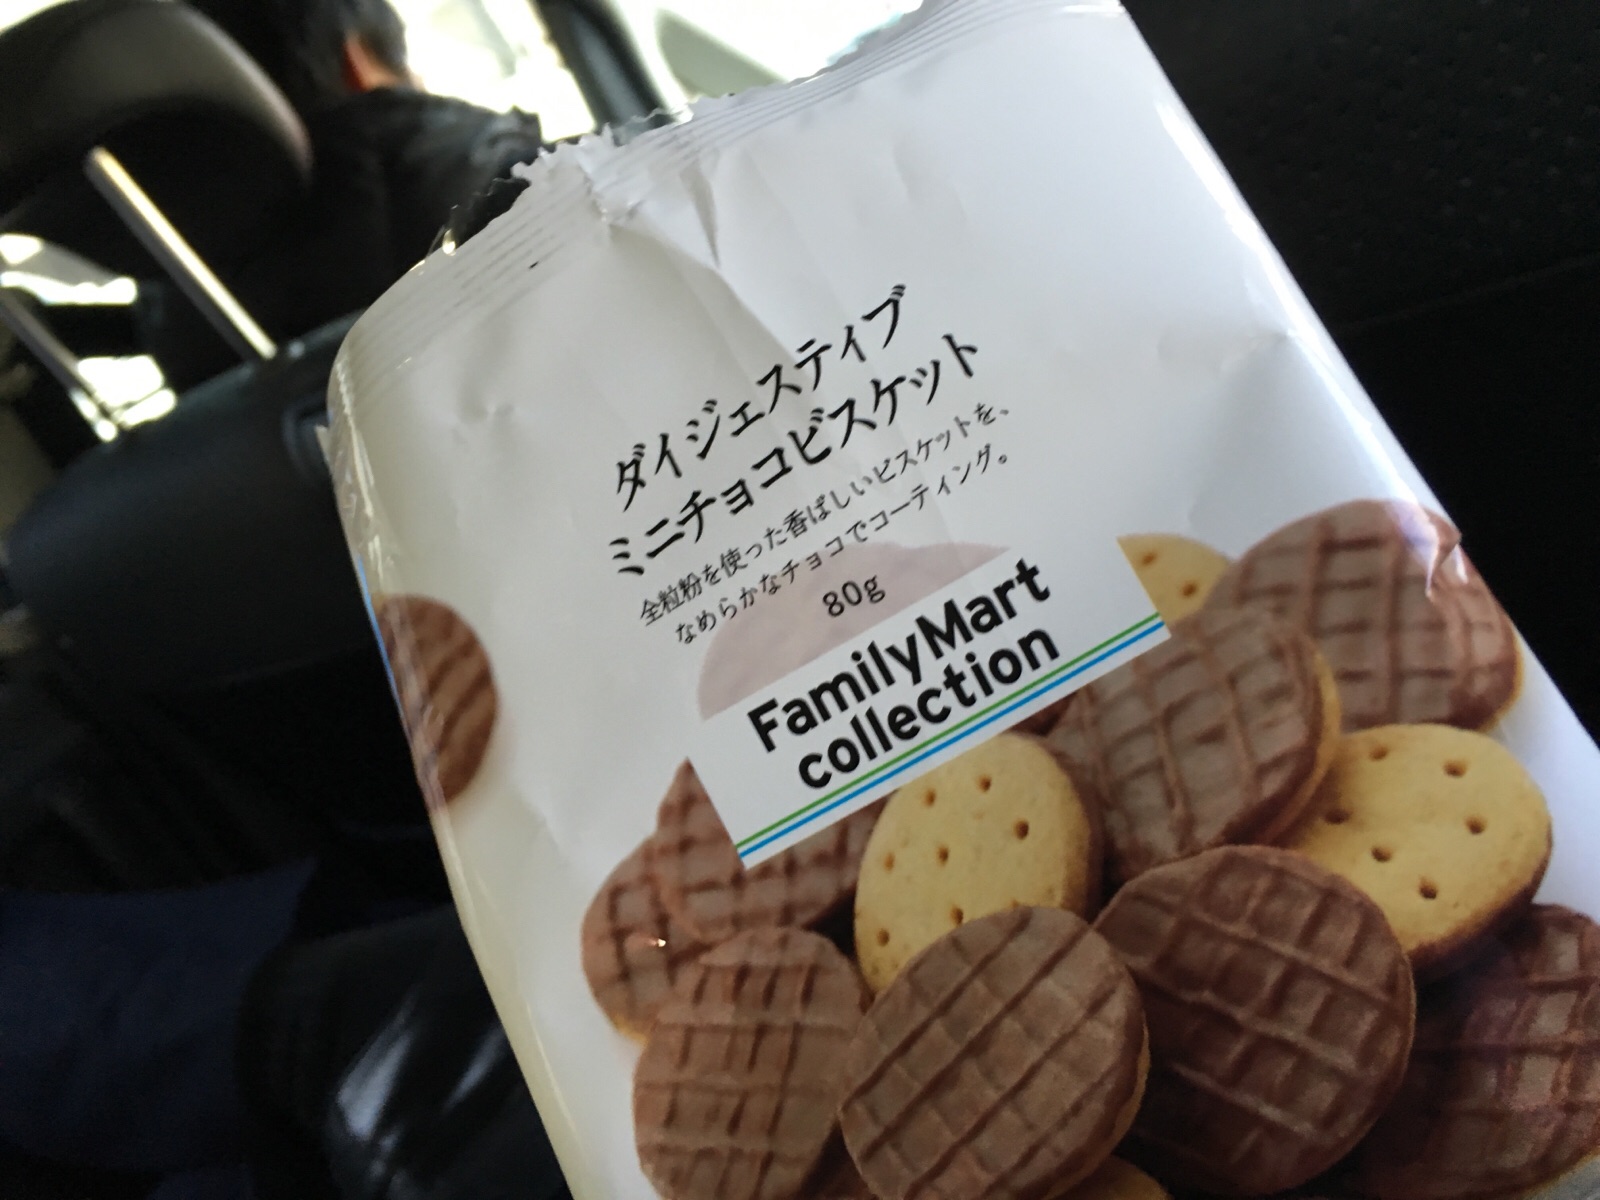 ダイジェスティブ
ミニチョコビスケット
全粒粉を使った香ばしいビスケットを、
なめらかなチョコでコーティング。
80g
FamilyMart
collection